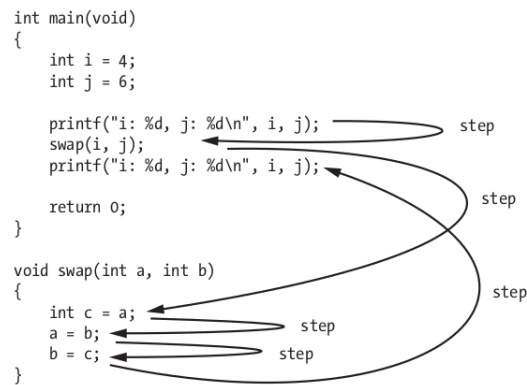 int main(void)
{
    int i = 4;
    int j = 6;

    printf("i: %d, j: %d\n", i, j);
step
    swap(i, j);
    printf("i: %d, j: %d\n", i, j);
step
    return 0;
}

void swap(int a, int b)
{
step
    int c = a;
step
    a = b;
    b = c;
step
}